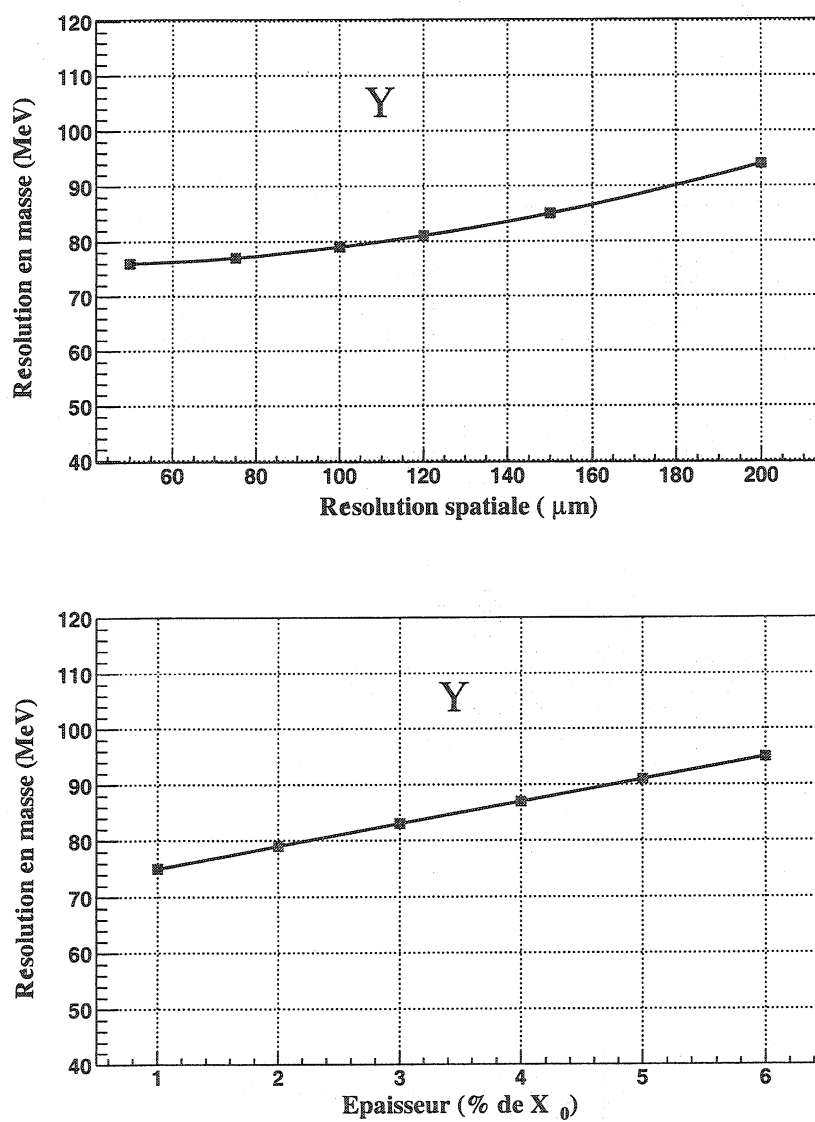 120
110
100
90
80
70
60
50
40
Resolution en masse (MeV)
Y
60 80 100 120 140 160 180 200
Resolution spatiale ( μm)
120
110
100
90
80
70
60
50
40
Resolution en masse (MeV)
Y
1 2 3 4 5 6
Epaisseur (% de X 0)